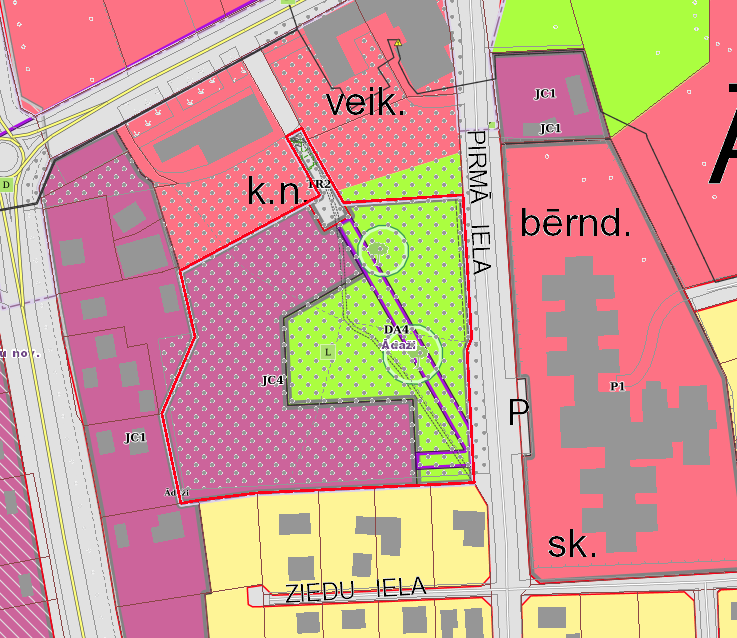 veik.
JC1
JC1
PIRMĀ IELA
D
TR2
k.n.
bērnd.
DA4
Ādaži
L
JC4
P1
P
JC1
Ādaži
sk.
ZIEDU IELA